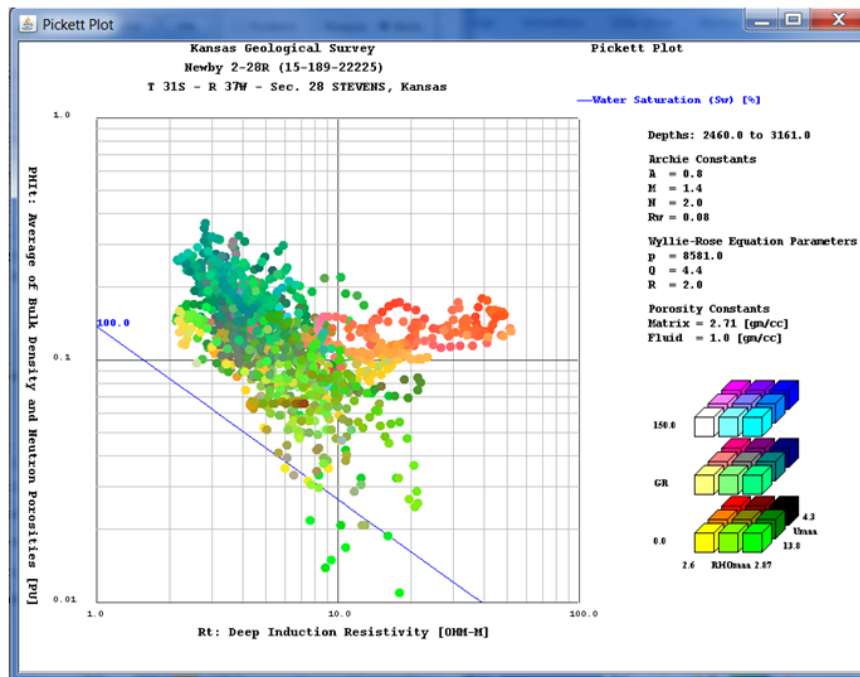 Pickett Plot
Kansas Geological Survey
Newby 2-28R (15-189-22225)
T 31S - R 37W - Sec. 28 STEVENS, Kansas
Pickett Plot
Water Saturation (Sw) [%]
Depths: 2460.0 to 3161.0
Archie Constants
A = 0.8
M = 1.4
N = 2.0
Rw = 0.08
Wyllie-Rose Equation Parameters
p = 8581.0
Q = 4.4
R = 2.0
Porosity Constants
Matrix = 2.71 [gm/cc]
Fluid = 1.0 [gm/cc]
PHIt: Average of Bulk Density and Neutron Porosities [PU]
1.0
100.0
0.1
0.01
1.0
10.0
100.0
Rt: Deep Induction Resistivity [OHM-M]
150.0
GR
0.0
4.3
Umaa
13.8
2.6
RHOmaa
2.87